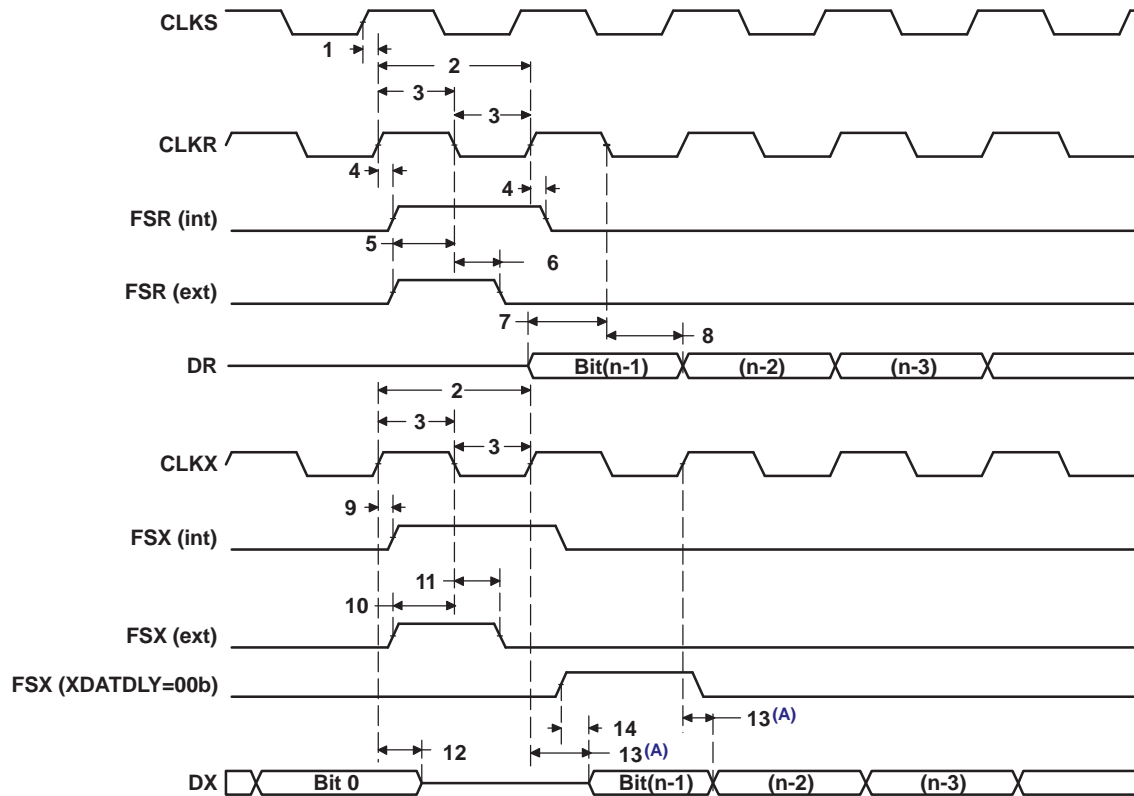 CLKS
1
2
3
3
CLKR
4
4
FSR (int)
5
6
FSR (ext)
7
8
DR Bit(n-1) (n-2) (n-3)
2
3
3
CLKX
9
FSX (int)
11
10
FSX (ext)
FSX (XDATDLY=00b)
13(A)
14
12
13(A)
DX Bit 0 Bit(n-1) (n-2) (n-3)